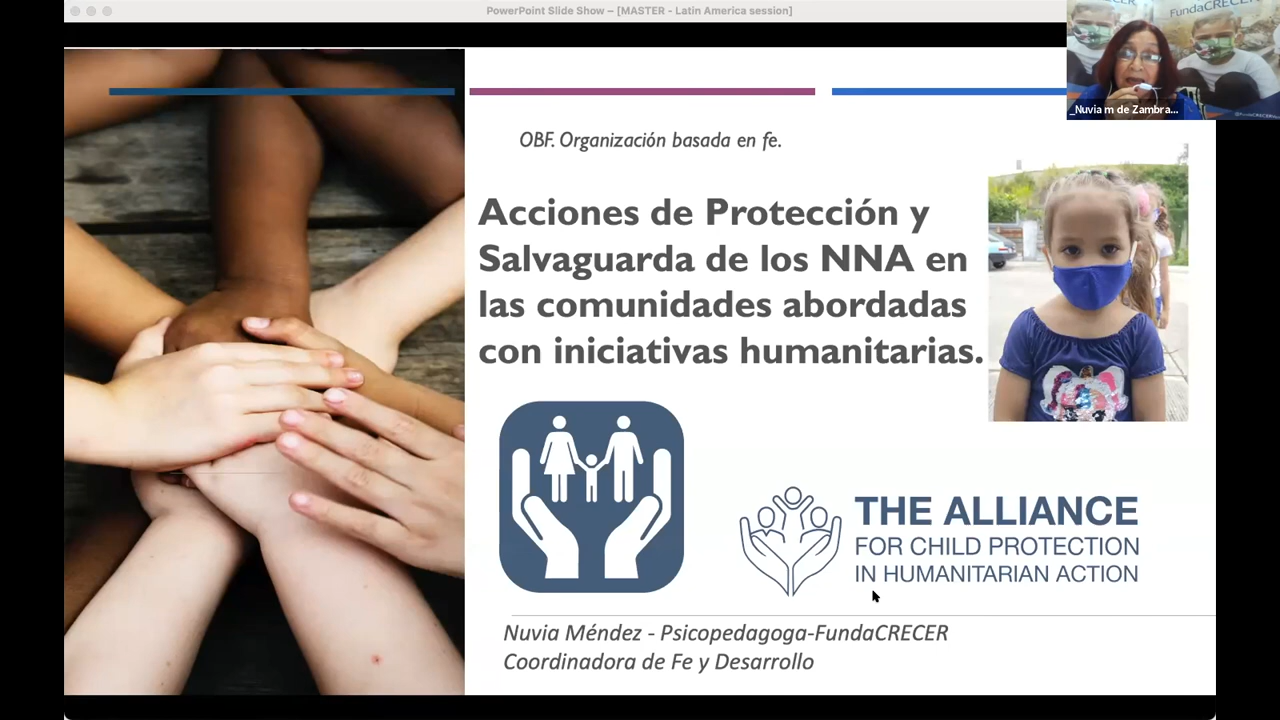 PowerPoint Slide Show – [MASTER - Latin America session]
FundaCRECER
_Nuvia m de Zambra...
OBF. Organización basada en fe.
Acciones de Protección y
Salvaguarda de los NNA en
las comunidades abordadas
con iniciativas humanitarias.
THE ALLIANCE
FOR CHILD PROTECTION
IN HUMANITARIAN ACTION
Nuvia Méndez - Psicopedagoga-FundaCRECER
Coordinadora de Fe y Desarrollo